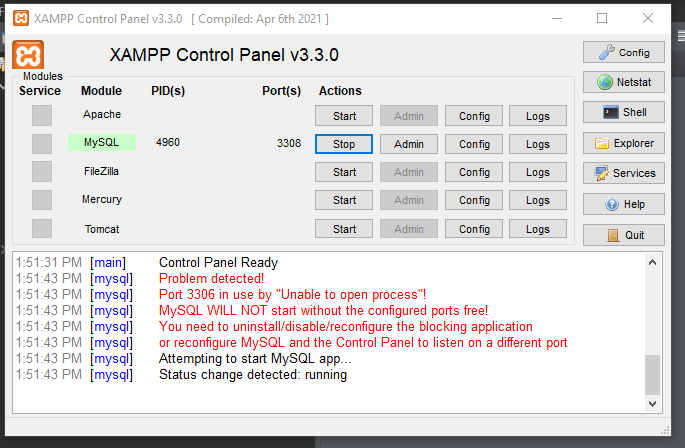 XAMPP Control Panel v3.3.0 [ Compiled: Apr 6th 2021 ]
XAMPP Control Panel v3.3.0
Config
Modules
Service Module PID(s) Port(s) Actions
Netstat
Apache Start Admin Config Logs
Shell
MySQL 4960 3308 Stop Admin Config Logs
Explorer
FileZilla Start Admin Config Logs
Services
Mercury Start Admin Config Logs
Help
Tomcat Start Admin Config Logs
Quit
1:51:31 PM [main] Control Panel Ready
1:51:43 PM [mysql] Problem detected!
1:51:43 PM [mysql] Port 3306 in use by "Unable to open process"!
1:51:43 PM [mysql] MySQL WILL NOT start without the configured ports free!
1:51:43 PM [mysql] You need to uninstall/disable/reconfigure the blocking application
1:51:43 PM [mysql] or reconfigure MySQL and the Control Panel to listen on a different port
1:51:43 PM [mysql] Attempting to start MySQL app...
1:51:43 PM [mysql] Status change detected: running